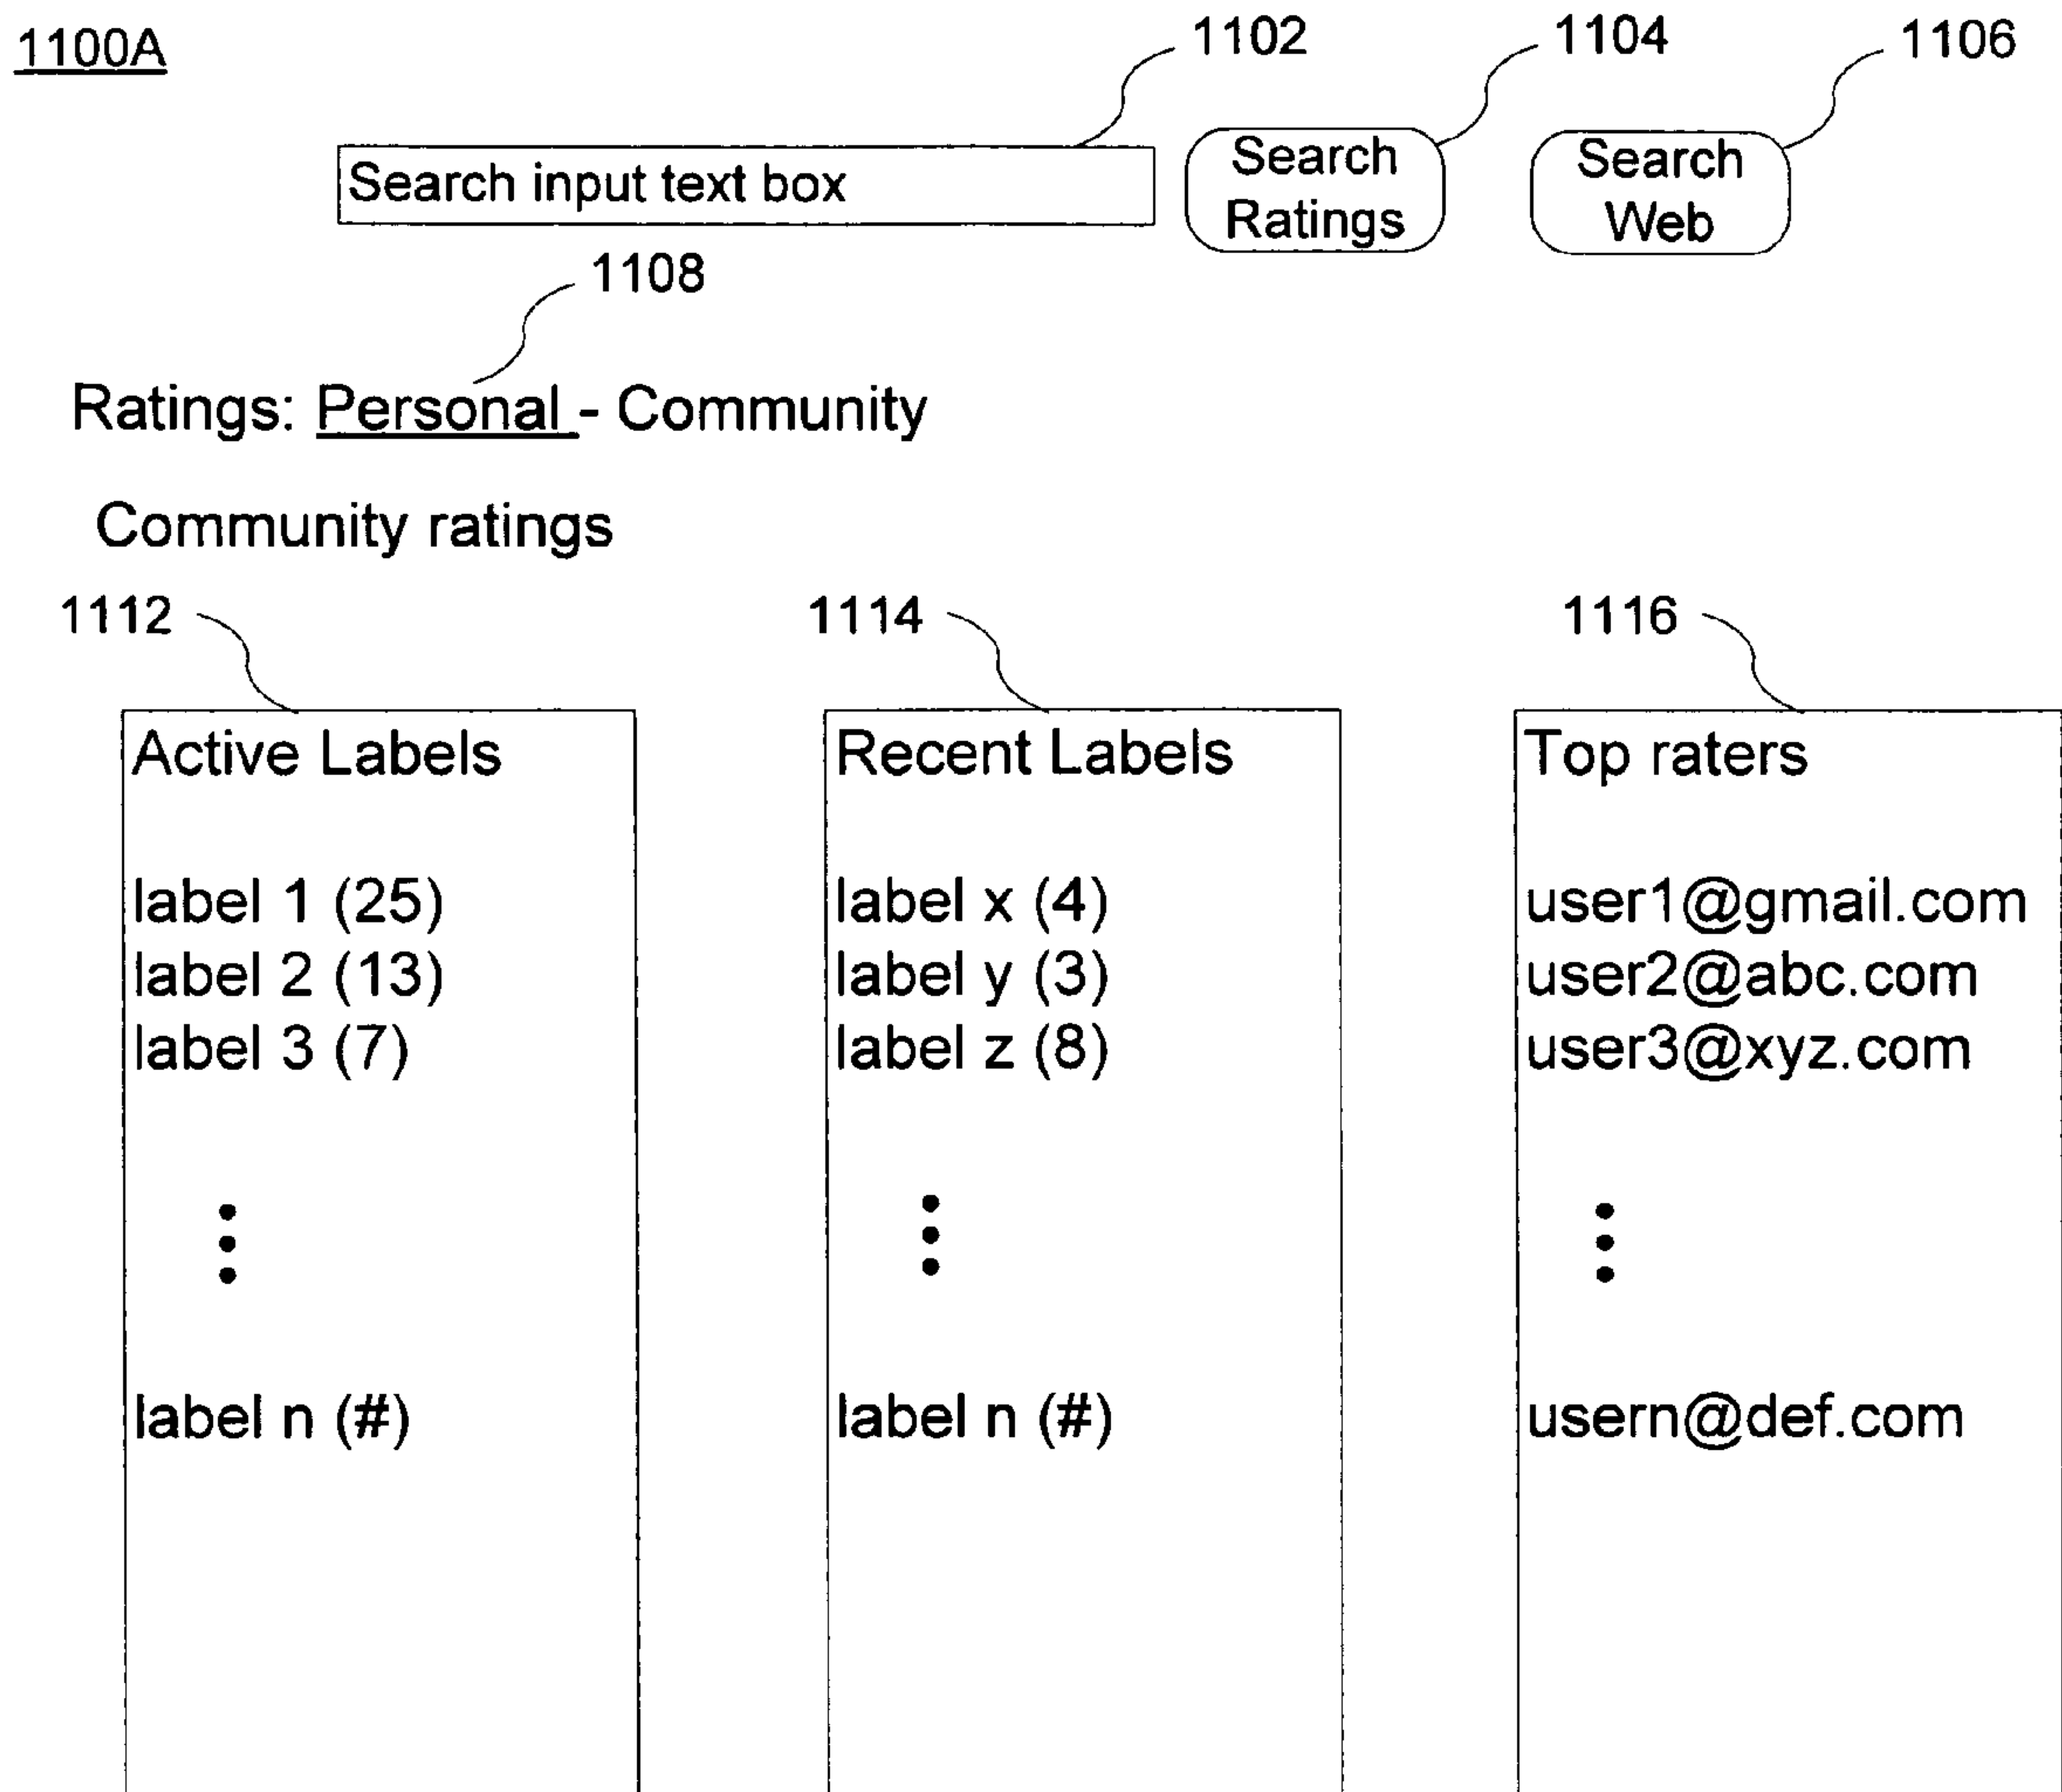 1100A
1102
1104
1106
Search input text box
Search
Ratings
Search
Web
1108
Ratings: Personal - Community
Community ratings
1112
1114
1116
Active Labels
label 1 (25)
label 2 (13)
label 3 (7)
label n (#)
Recent Labels
label x (4)
label y (3)
label z (8)
label n (#)
Top raters
user1@gmail.com
user2@abc.com
user3@xyz.com
usern@def.com